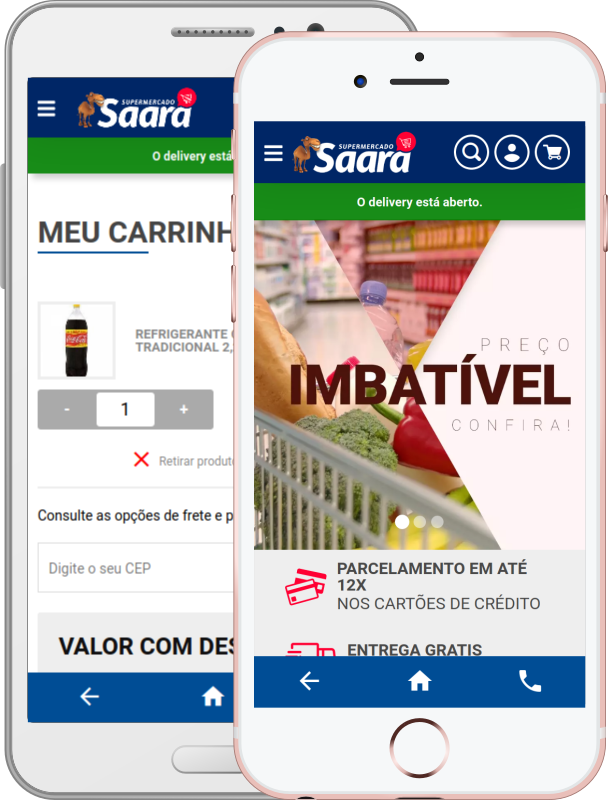 SUPERMERCADO
Saara
O delivery está
MEU CARRINH
REFRIGERANTE
TRADICIONAL 2,
- 1 +
Retirar produto
Consulte as opções de frete e p
Digite o seu CEP
VALOR COM DES
SUPERMERCADO
Saara
O delivery está aberto.
PREÇO
IMBATÍVEL
CONFIRA!
PARCELAMENTO EM ATÉ
12X
NOS CARTÕES DE CRÉDITO
ENTREGA GRATIS